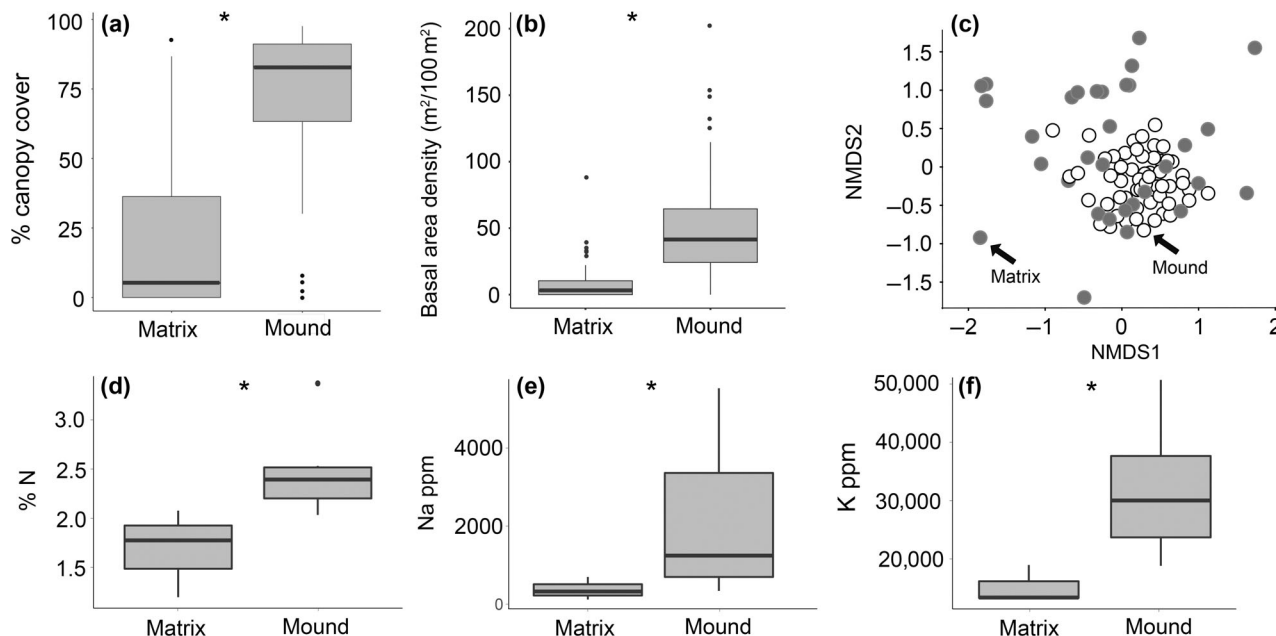 (a)
*
% canopy cover
100
75
50
25
0
Matrix
Mound
(b)
*
Basal area density (m²/100 m²)
200
150
100
50
0
Matrix
Mound
(c)
NMDS2
1.5
1.0
0.5
0
−0.5
−1.0
−1.5
Matrix
Mound
−2
−1
0
1
2
NMDS1
(d)
*
% N
3.0
2.5
2.0
1.5
Matrix
Mound
(e)
*
Na ppm
4000
2000
0
Matrix
Mound
(f)
*
K ppm
50,000
40,000
30,000
20,000
Matrix
Mound